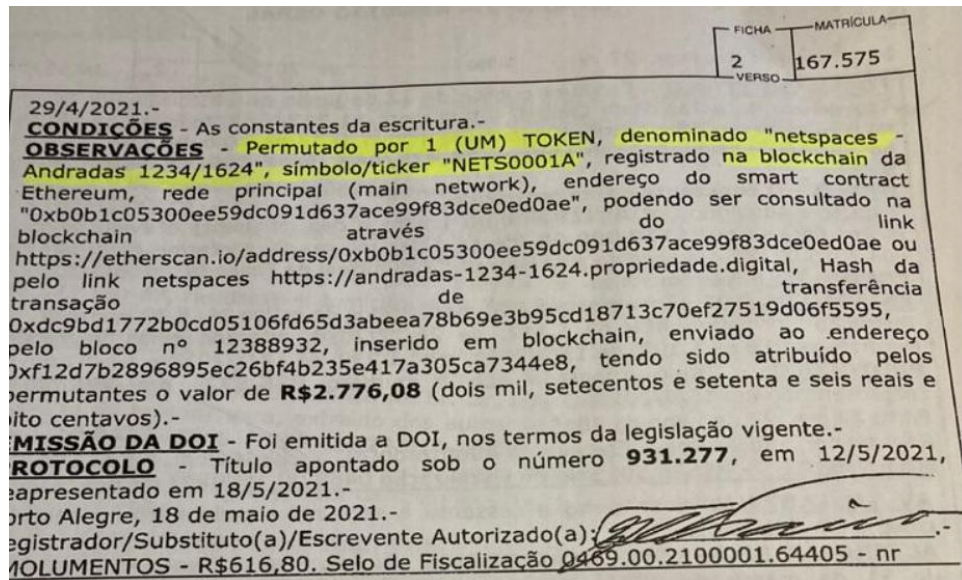 FICHA
MATRÍCULA
2
167.575
VERSO
29/4/2021.-
CONDIÇÕES - As constantes da escritura.-
OBSERVAÇÕES - Permutado por 1 (UM) TOKEN, denominado "netspaces -
Andradas 1234/1624", símbolo/ticker "NETS0001A", registrado na blockchain da
Ethereum, rede principal (main network), endereço do smart contract
"0xb0b1c05300ee59dc091d637ace99f83dce0ed0ae", podendo ser consultado na
blockchain através do link
https://etherscan.io/address/0xb0b1c05300ee59dc091d637ace99f83dce0ed0ae ou
pelo link netspaces https://andradas-1234-1624.propriedade.digital, Hash da
transação de transferência
0xdc9bd1772b0cd05106fd65d3abeea78b69e3b95cd18713c70ef27519d06f5595,
pelo bloco nº 12388932, inserido em blockchain, enviado ao endereço
0xf12d7b2896895ec26bf4b235e417a305ca7344e8, tendo sido atribuído pelos
permutantes o valor de R$2.776,08 (dois mil, setecentos e setenta e seis reais e
oito centavos).-
EMISSÃO DA DOI - Foi emitida a DOI, nos termos da legislação vigente.-
PROTOCOLO - Título apontado sob o número 931.277, em 12/5/2021,
reapresentado em 18/5/2021.-
Porto Alegre, 18 de maio de 2021.-
Registrador/Substituto(a)/Escrevente Autorizado(a): .-
EMOLUMENTOS - R$616,80. Selo de Fiscalização 0469.00.2100001.64405 - nr